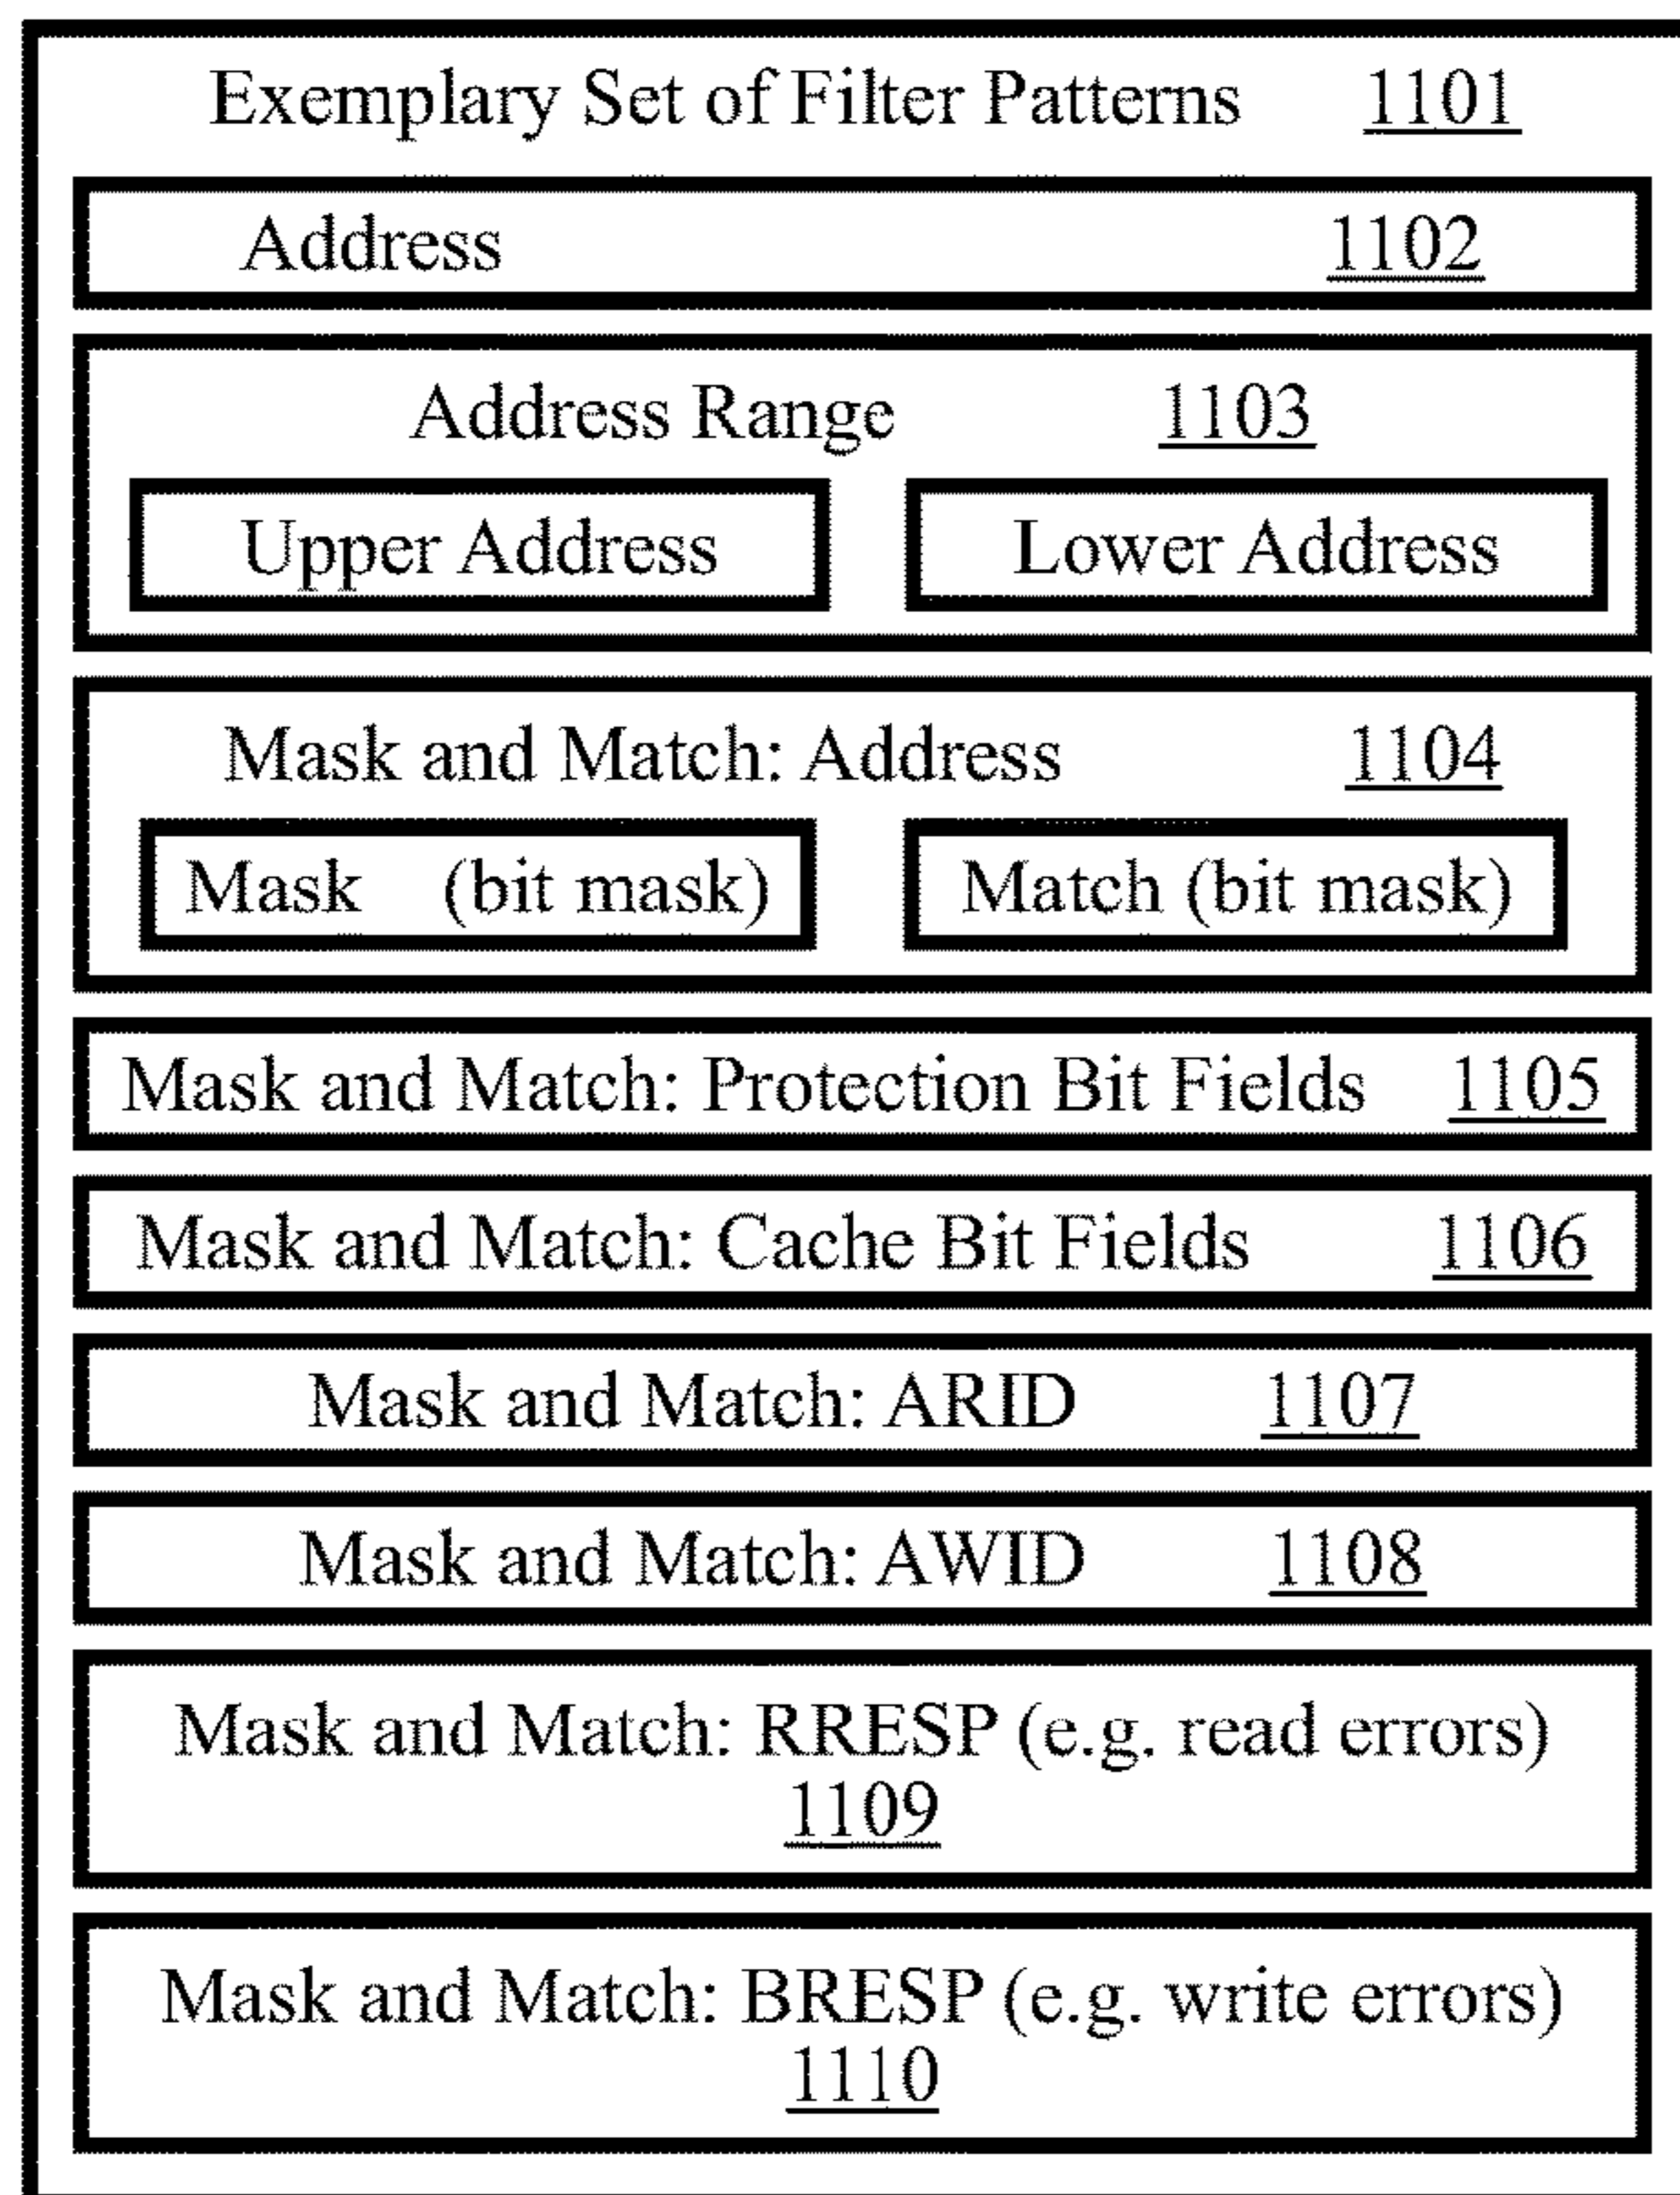 Exemplary Set of Filter Patterns 1101
Address 1102
Address Range 1103
Upper Address Lower Address
Mask and Match: Address 1104
Mask (bit mask) Match (bit mask)
Mask and Match: Protection Bit Fields 1105
Mask and Match: Cache Bit Fields 1106
Mask and Match: ARID 1107
Mask and Match: AWID 1108
Mask and Match: RRESP (e.g. read errors)
1109
Mask and Match: BRESP (e.g. write errors)
1110